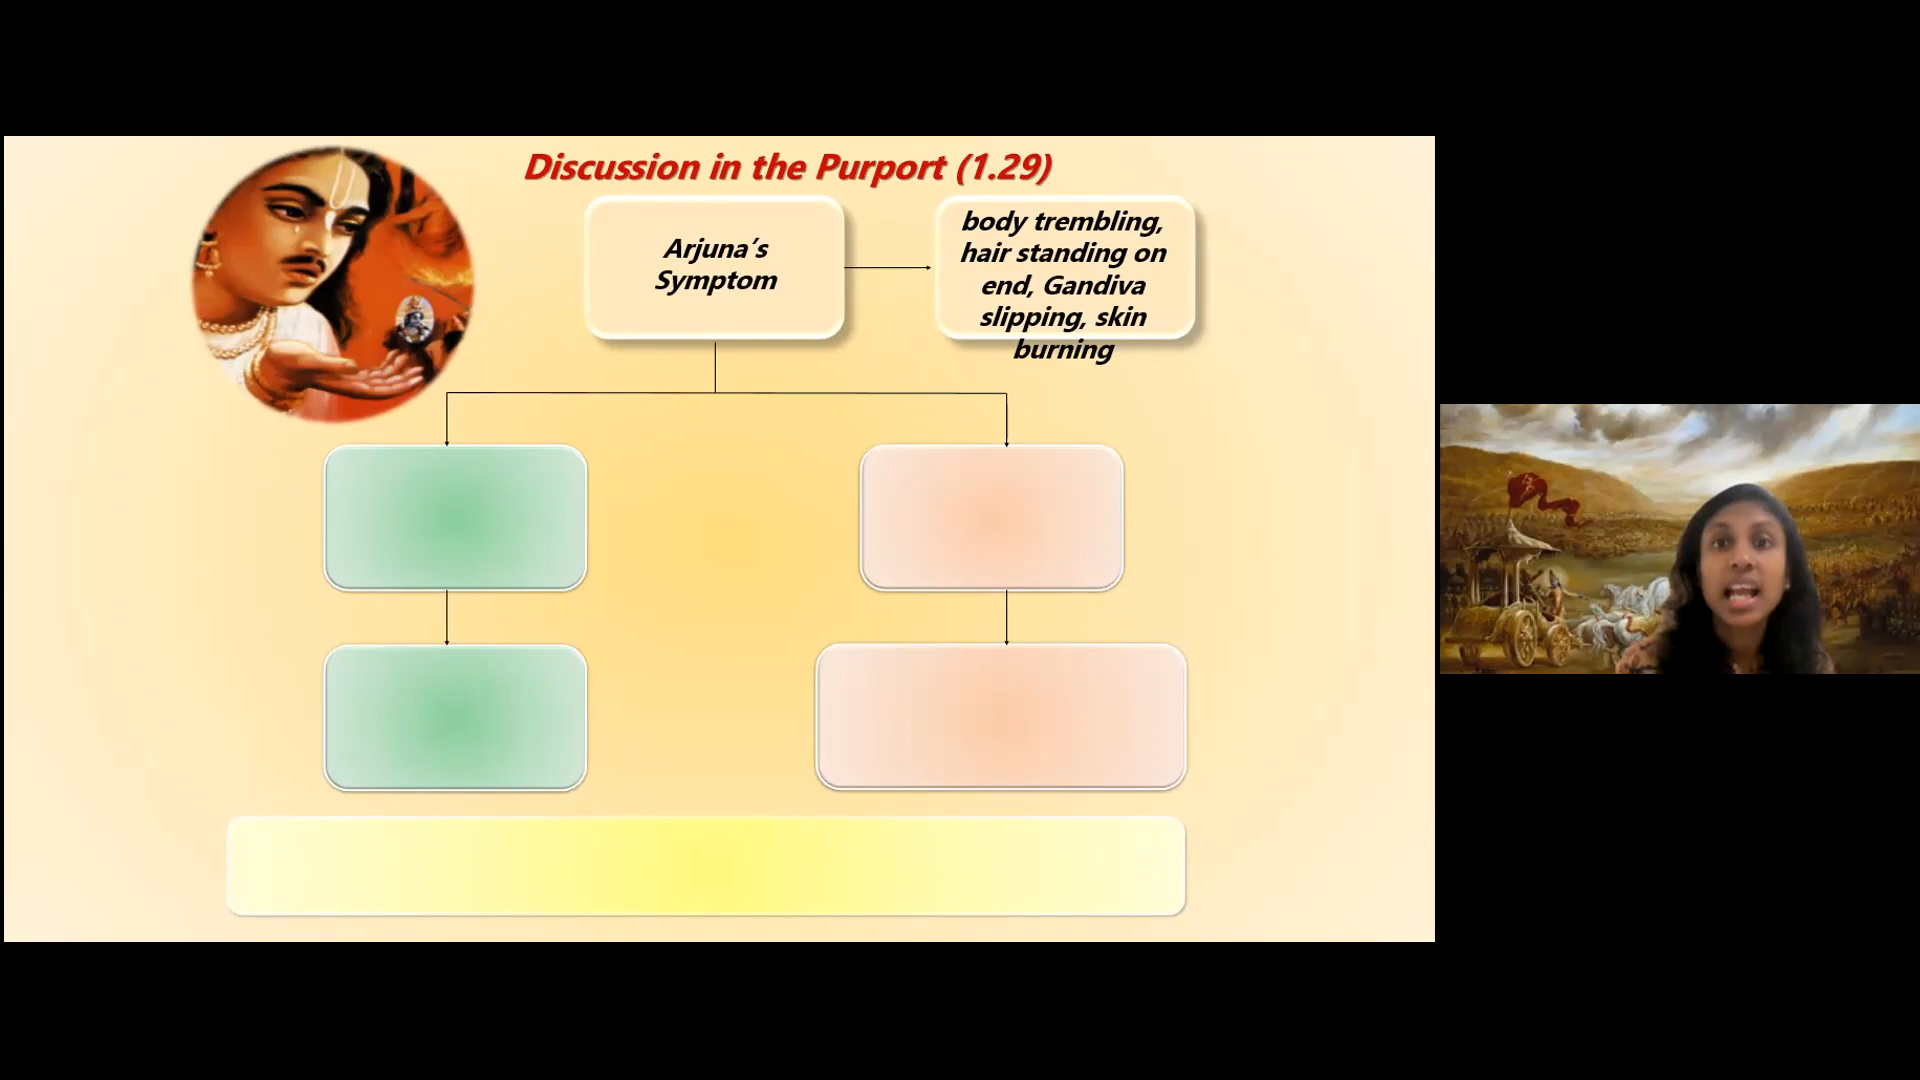 Discussion in the Purport (1.29)
Arjuna’s
Symptom
body trembling,
hair standing on
end, Gandiva
slipping, skin
burning